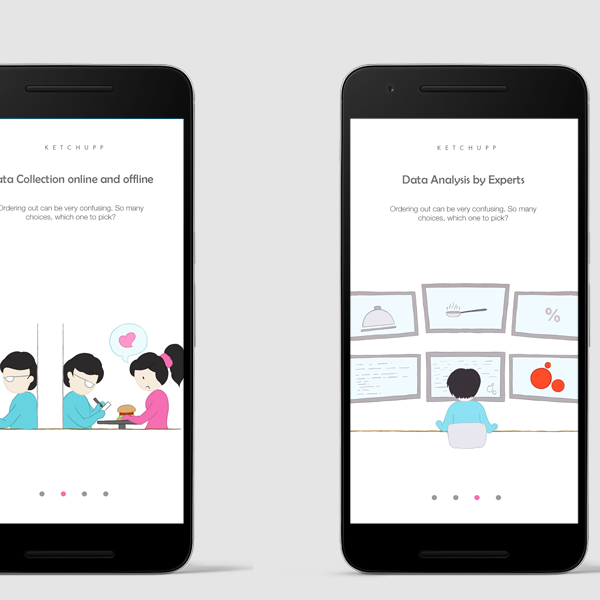 KETCHUPP
ata Collection online and offline
Ordering out can be very confusing. So many
choices, which one to pick?
KETCHUPP
Data Analysis by Experts
Ordering out can be very confusing. So many
choices, which one to pick?
%